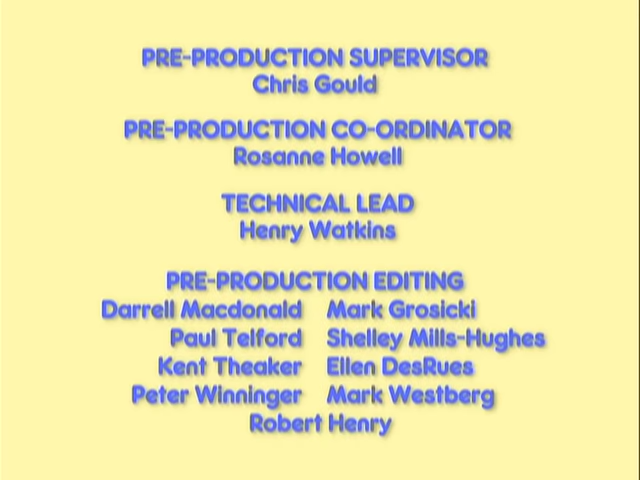 PRE-PRODUCTION SUPERVISOR
Chris Gould
PRE-PRODUCTION CO-ORDINATOR
Rosanne Howell
TECHNICAL LEAD
Henry Watkins
PRE-PRODUCTION EDITING
Darrell Macdonald Mark Grosicki
Paul Telford Shelley Mills-Hughes
Kent Theaker Ellen DesRues
Peter Winninger Mark Westberg
Robert Henry